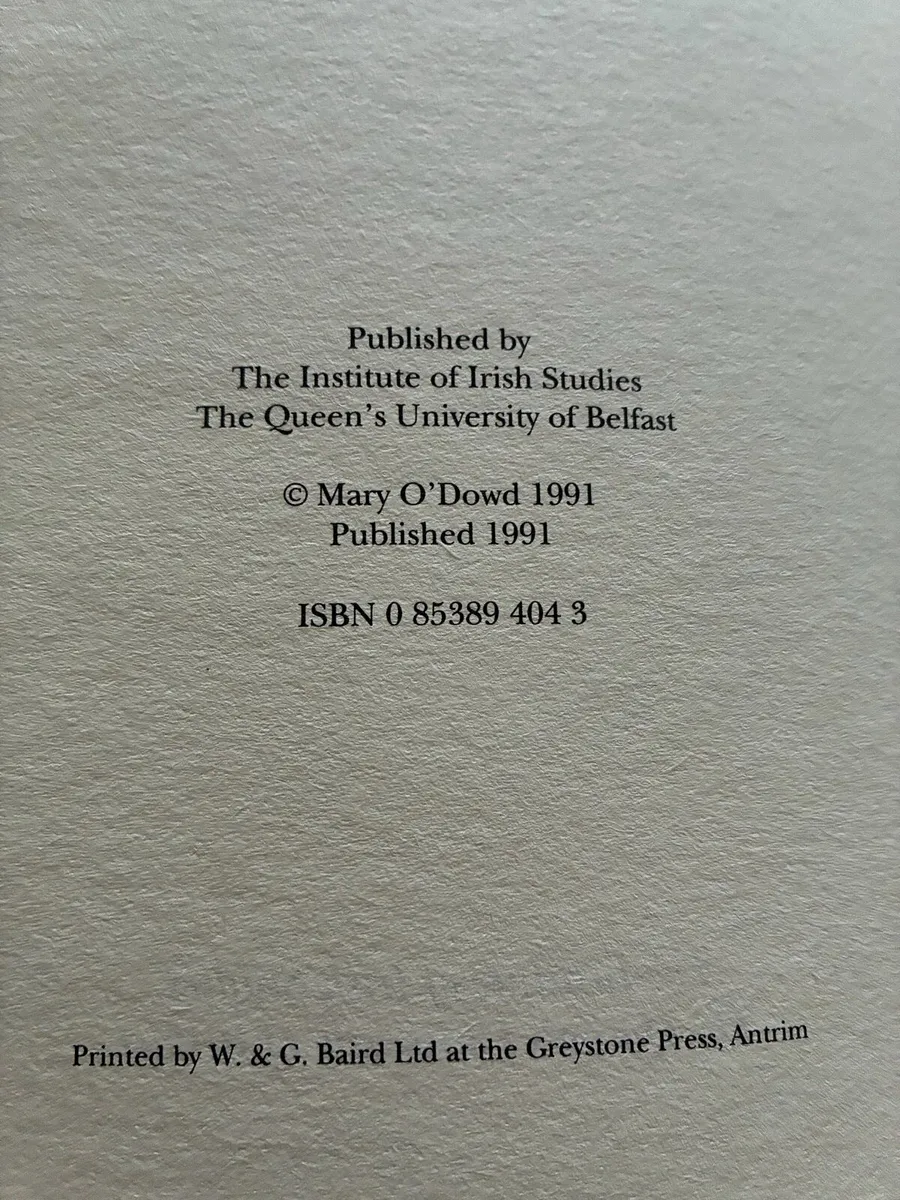 Published by
The Institute of Irish Studies
The Queen's University of Belfast
© Mary O'Dowd 1991
Published 1991
ISBN 0 85389 404 3
Printed by W. & G. Baird Ltd at the Greystone Press, Antrim